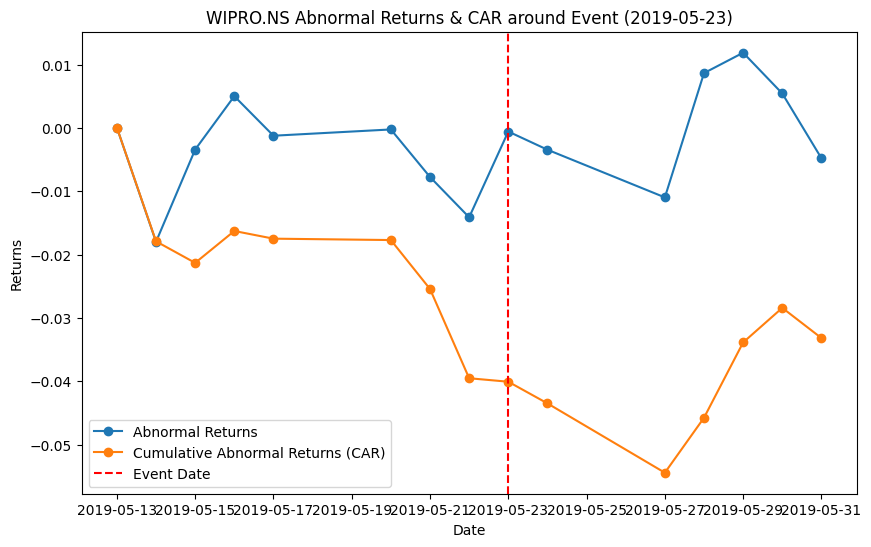 WIPRO.NS Abnormal Returns & CAR around Event (2019-05-23)
0.01
0.00
−0.01
−0.02
−0.03
−0.04
−0.05
Returns
Abnormal Returns
Cumulative Abnormal Returns (CAR)
Event Date
2019-05-13 2019-05-15 2019-05-17 2019-05-19 2019-05-21 2019-05-23 2019-05-25 2019-05-27 2019-05-29 2019-05-31
Date